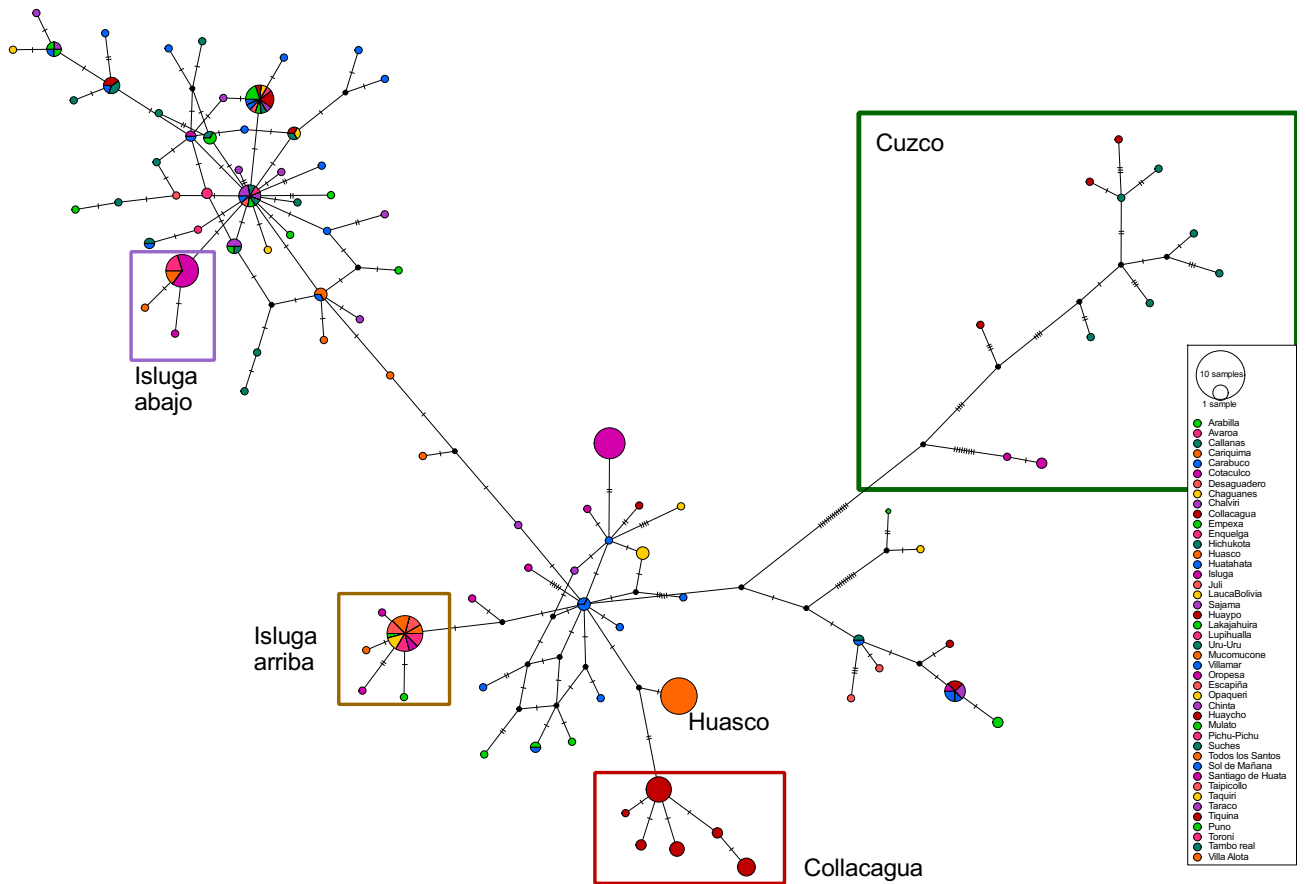 Cuzco
Isluga
abajo
Isluga
arriba
Huasco
Collacagua
10 samples
1 sample
Arabilla
Avaroa
Callanas
Cariquima
Carabuco
Cotaculco
Desaguadero
Chaguanes
Chalviri
Collacagua
Empexa
Enquelga
Hichukota
Huasco
Huatahata
Isluga
Juli
LaucaBolivia
Sajama
Huaypo
Lakajahuira
Lupihualla
Uru-Uru
Mucomucone
Villamar
Oropesa
Escapiña
Opaqueri
Chinta
Huaycho
Mulato
Pichu-Pichu
Suches
Todos los Santos
Sol de Mañana
Santiago de Huata
Taipicollo
Taquiri
Taraco
Tiquina
Puno
Toroni
Tambo real
Villa Alota